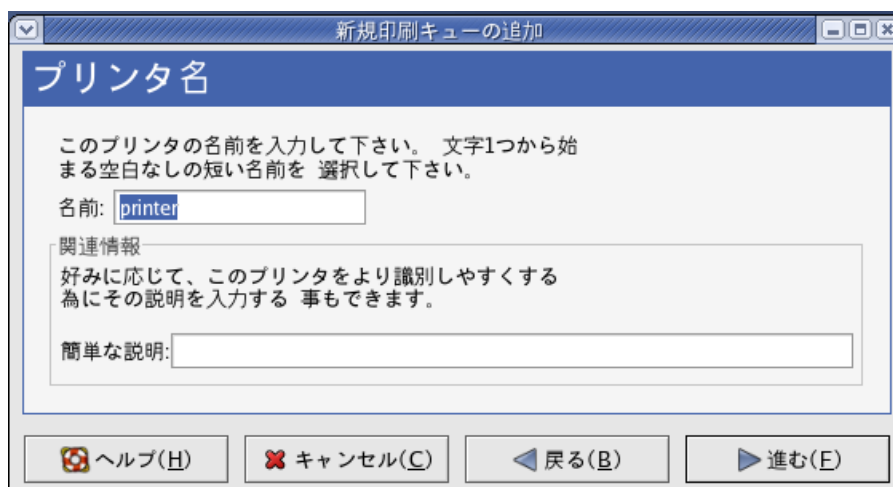 新規印刷キューの追加
プリンタ名
このプリンタの名前を入力して下さい。 文字1つから始
まる空白なしの短い名前を 選択して下さい。
名前: printer
関連情報
好みに応じて、このプリンタをより識別しやすくする
為にその説明を入力する 事もできます。
簡単な説明:
ヘルプ(H) キャンセル(C) 戻る(B) 進む(F)